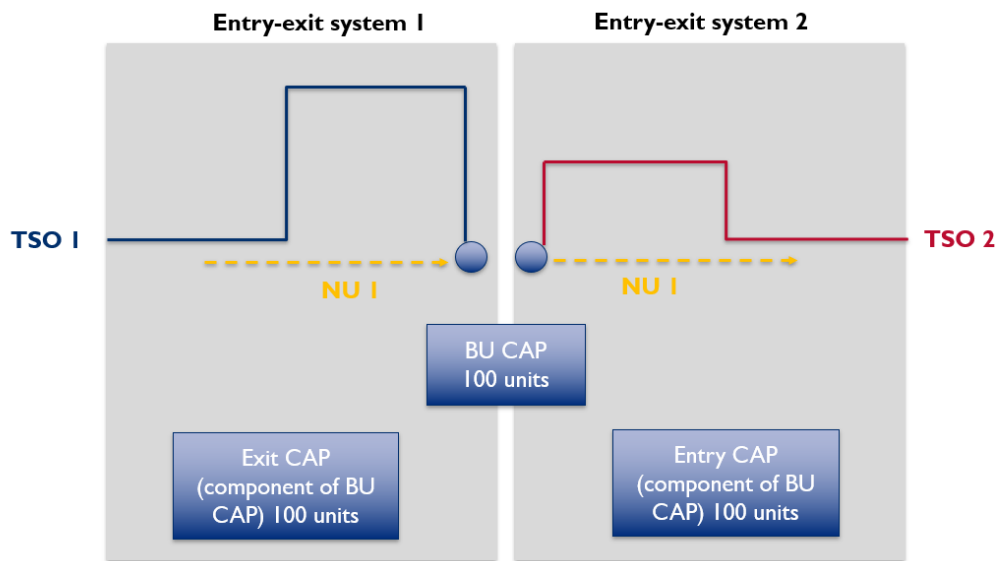 Entry-exit system 1
Entry-exit system 2
TSO 1
TSO 2
NU 1
NU 1
BU CAP
100 units
Exit CAP
(component of BU
CAP) 100 units
Entry CAP
(component of BU
CAP) 100 units